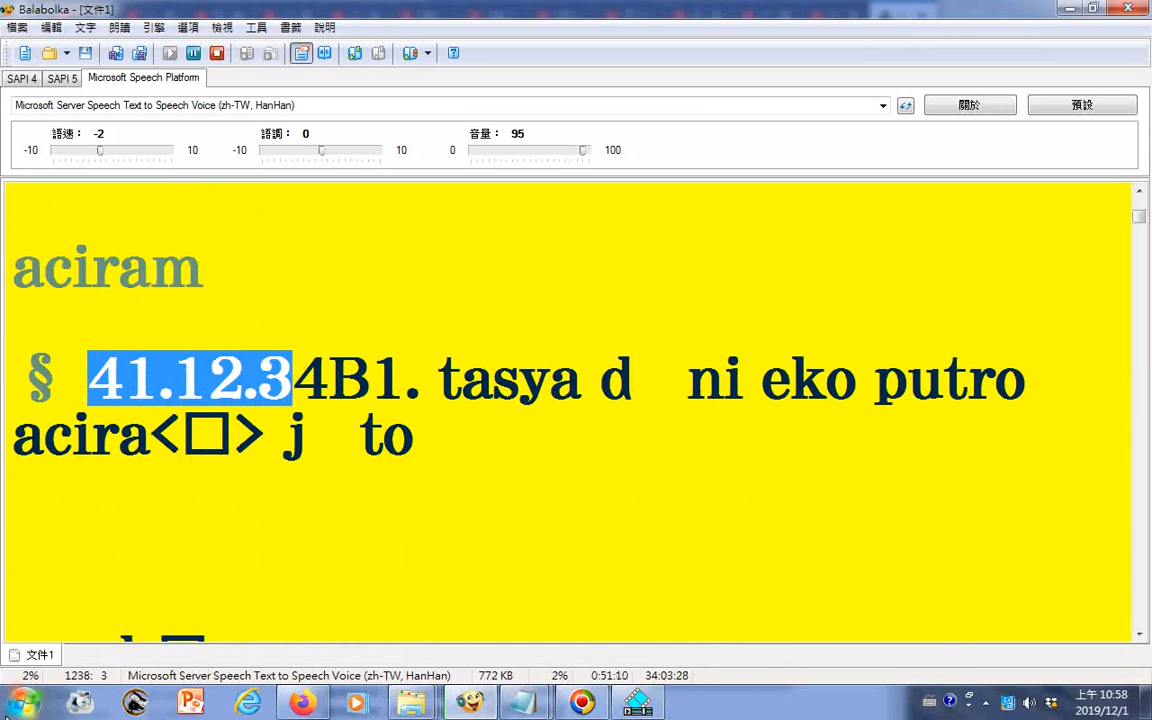 Balabolka - [文件1]
檔案 編輯 文字 朗讀 引擎 選項 檢視 工具 書籤 說明
SAPI 4 SAPI 5 Microsoft Speech Platform
Microsoft Server Speech Text to Speech Voice (zh-TW, HanHan) 關於 預設
語速： -2 語調： 0 音量： 95
-10 10 -10 10 0 100
aciram
§ 41.12.34B1. tasya d ni eko putro
acira<□> j to
文件1
2% 1238: 3 Microsoft Server Speech Text to Speech Voice (zh-TW, HanHan) 772 KB 2% 0:51:10 34:03:28
上午 10:58
2019/12/1